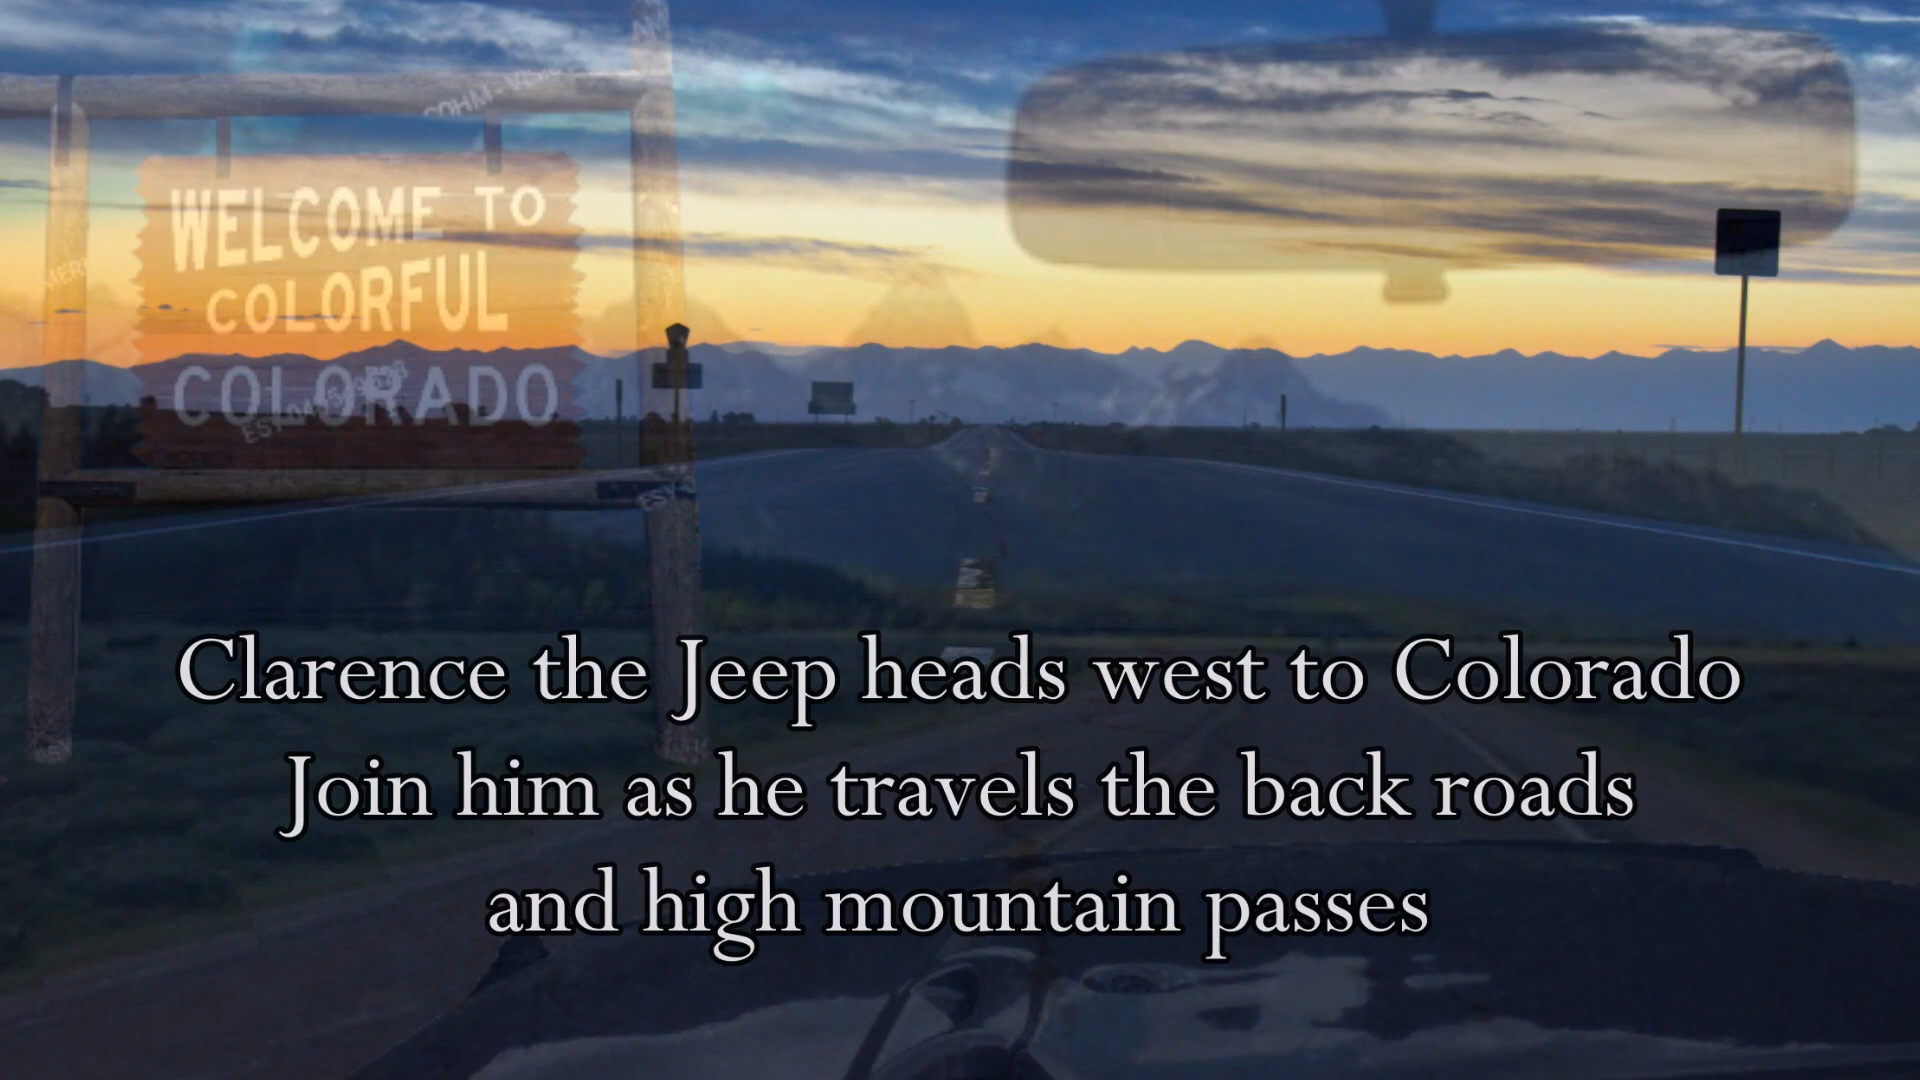 WELCOME TO
COLORFUL
COLORADO
Clarence the Jeep heads west to Colorado
Join him as he travels the back roads
and high mountain passes